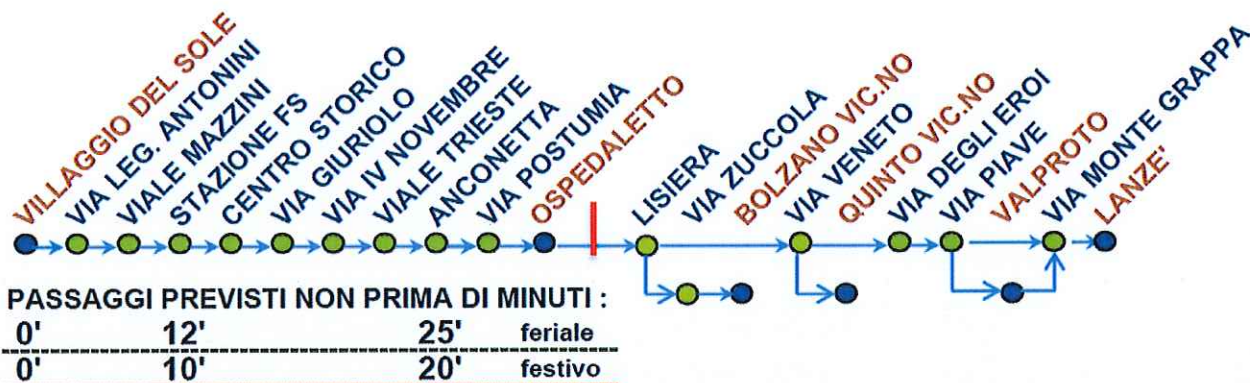 VILLAGGIO DEL SOLE
VIA LEG. ANTONINI
VIALE MAZZINI
STAZIONE FS
CENTRO STORICO
VIA GIURIOLO
VIA IV NOVEMBRE
VIALE TRIESTE
ANCONETTA
VIA POSTUMIA
OSPEDALETTO
LISIERA
VIA ZUCCOLA
BOLZANO VIC.NO
VIA VENETO
QUINTO VIC.NO
VIA DEGLI EROI
VIA PIAVE
VALPROTO
VIA MONTE GRAPPA
LANZE'
PASSAGGI PREVISTI NON PRIMA DI MINUTI :
0' 12' 25' feriale
0' 10' 20' festivo